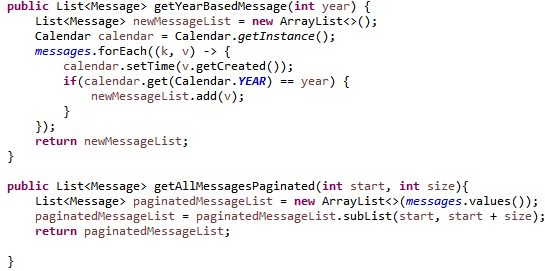 public List<Message> getYearBasedMessage(int year) {
    List<Message> newMessageList = new ArrayList<>();
    Calendar calendar = Calendar.getInstance();
    messages.forEach((k, v) -> {
        calendar.setTime(v.getCreated());
        if(calendar.get(Calendar.YEAR) == year) {
            newMessageList.add(v);
        }
    });
    return newMessageList;
}

public List<Message> getAllMessagesPaginated(int start, int size){
    List<Message> paginatedMessageList = new ArrayList<>(messages.values());
    paginatedMessageList = paginatedMessageList.subList(start, start + size);
    return paginatedMessageList;

}